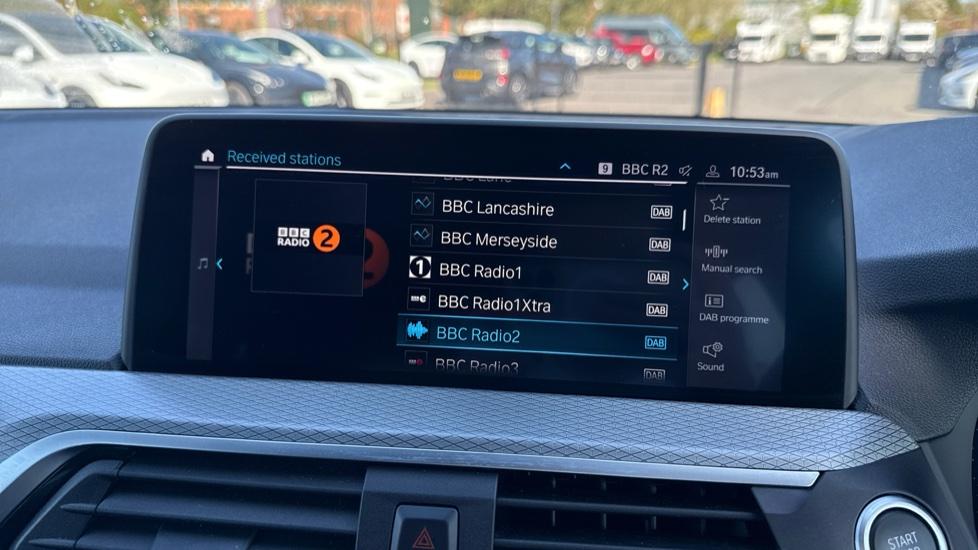 Received stations
9 BBC R2
10:53am
BBC RADIO 2
BBC Lancashire DAB
BBC Merseyside DAB
1 BBC Radio1 DAB
BBC Radio1Xtra DAB
BBC Radio2 DAB
BBC Radio3 DAB
Delete station
Manual search
DAB programme
Sound
START